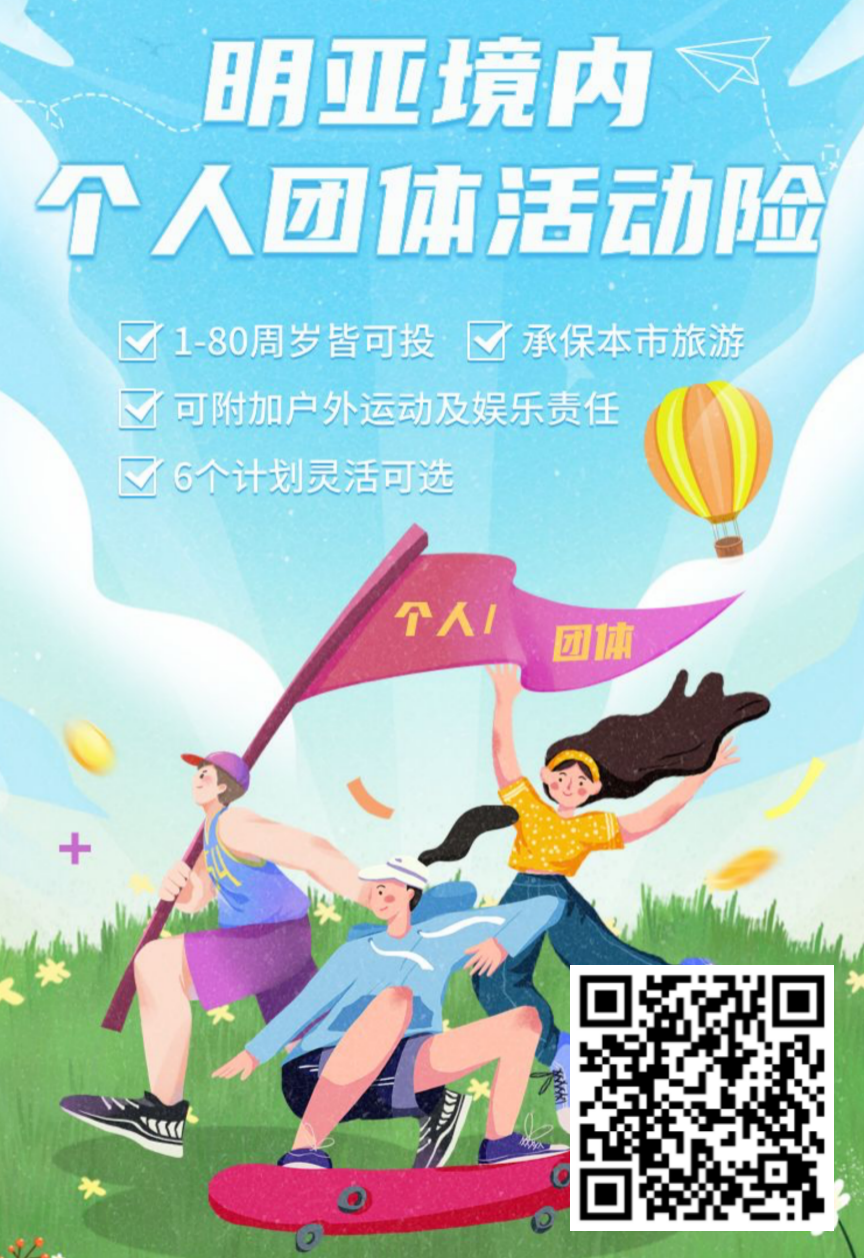 明亚境内
个人团体活动险
1-80周岁皆可投 承保本市旅游
可附加户外运动及娱乐责任
6个计划灵活可选
个人/ 团体